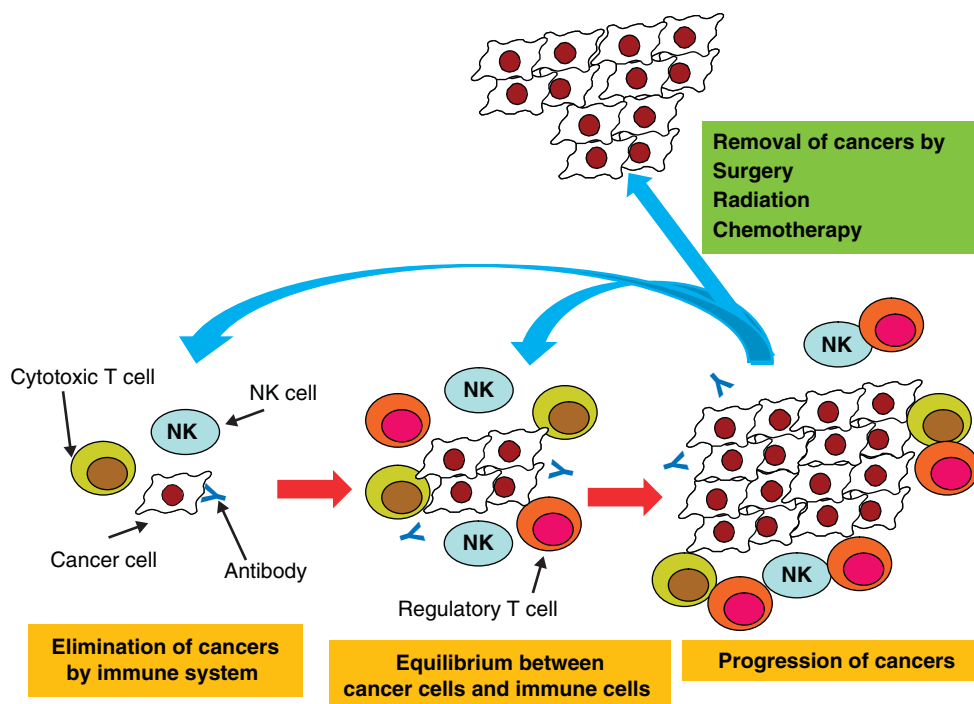 Removal of cancers by
Surgery
Radiation
Chemotherapy
NK
Cytotoxic T cell
NK cell
NK
NK
Cancer cell
Antibody
NK
Regulatory T cell
NK
Elimination of cancers
by immune system
Equilibrium between
cancer cells and immune cells
Progression of cancers